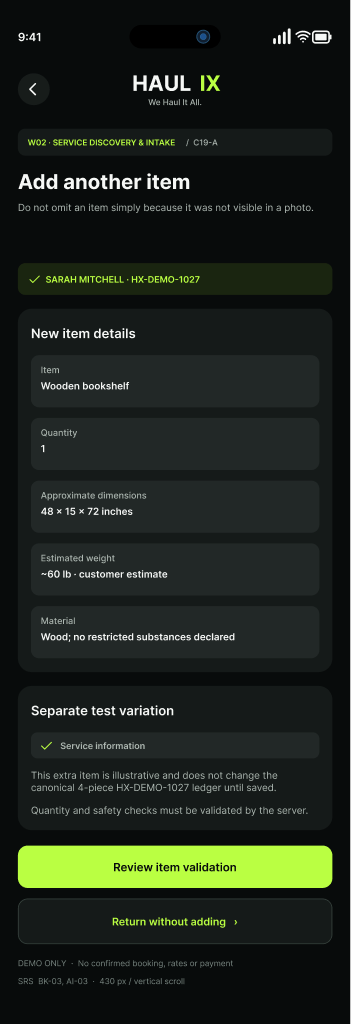 9:41
HAUL IX
We Haul It All.
W02 · SERVICE DISCOVERY & INTAKE / C19-A
Add another item
Do not omit an item simply because it was not visible in a photo.
SARAH MITCHELL · HX-DEMO-1027
New item details
Item
Wooden bookshelf
Quantity
1
Approximate dimensions
48 × 15 × 72 inches
Estimated weight
~60 lb · customer estimate
Material
Wood; no restricted substances declared
Separate test variation
Service information
This extra item is illustrative and does not change the
canonical 4-piece HX-DEMO-1027 ledger until saved.
Quantity and safety checks must be validated by the server.
Review item validation
Return without adding ›
DEMO ONLY · No confirmed booking, rates or payment
SRS BK-03, AI-03 · 430 px / vertical scroll